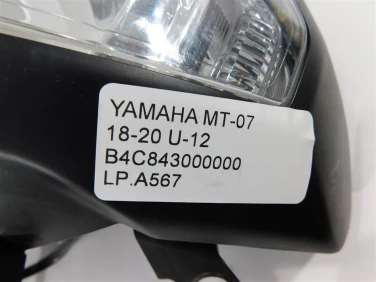 YAMAHA MT-07
18-20 U-12
B4C843000000
LP.A567